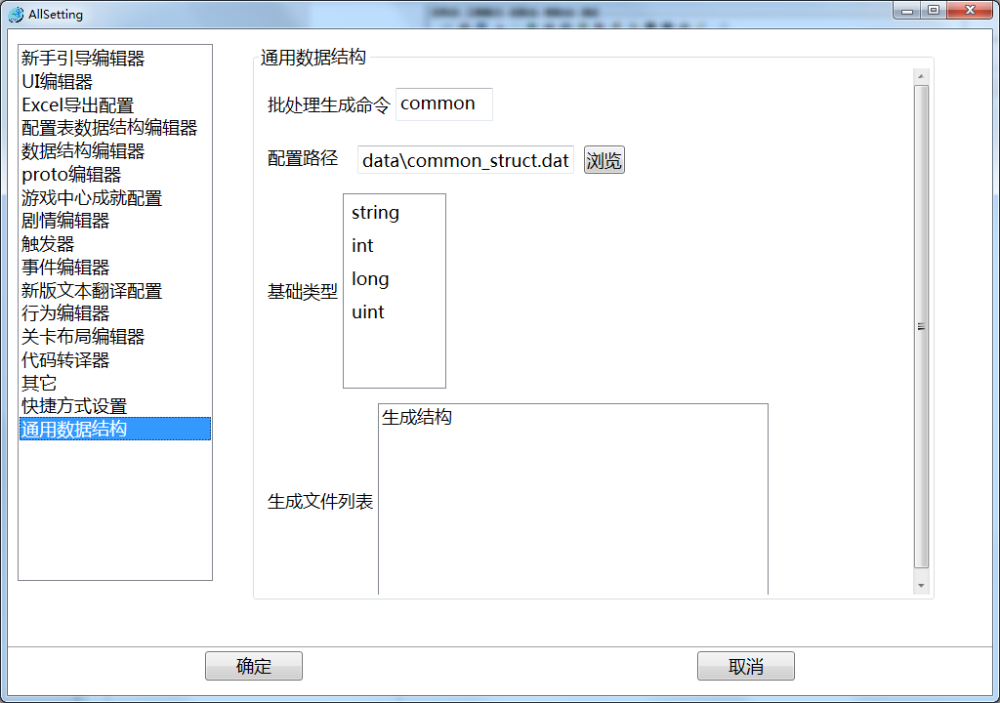 AllSetting
新手引导编辑器
UI编辑器
Excel导出配置
配置表数据结构编辑器
数据结构编辑器
proto编辑器
游戏中心成就配置
剧情编辑器
触发器
事件编辑器
新版文本翻译配置
行为编辑器
关卡布局编辑器
代码转译器
其它
快捷方式设置
通用数据结构
通用数据结构
批处理生成命令 common
配置路径 data\common_struct.dat 浏览
基础类型
string
int
long
uint
生成文件列表
生成结构
确定 取消